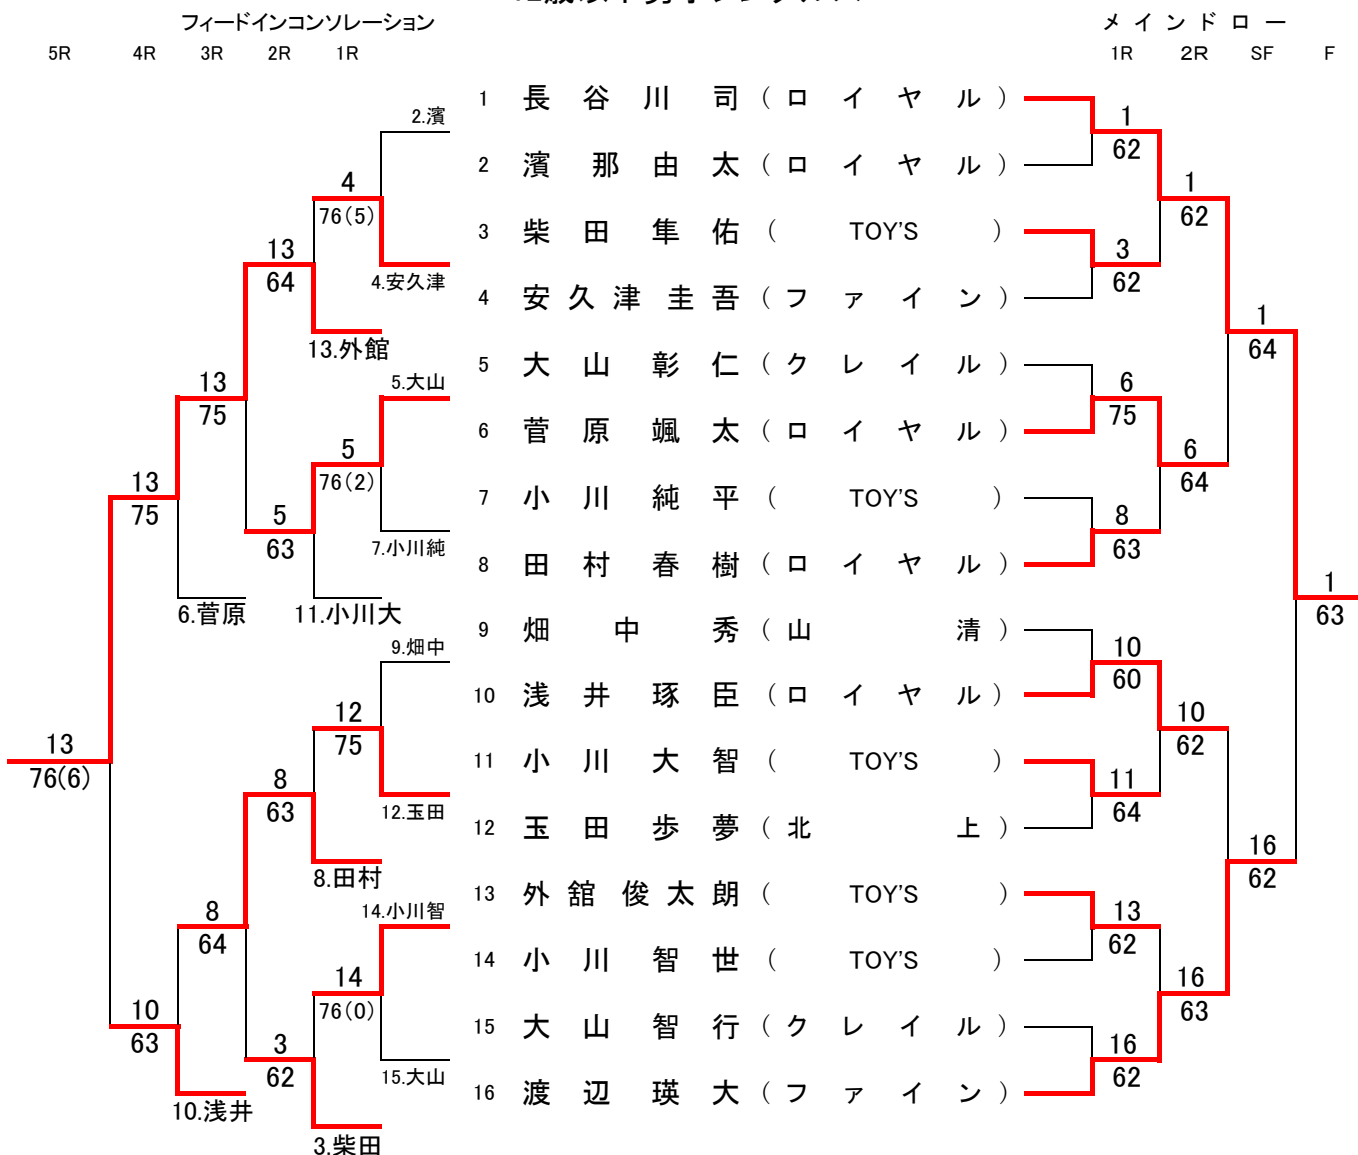 フィードインコンソレーション
メインドロー
5R 4R 3R 2R 1R
1R 2R SF F
1 長谷川司 (ロイヤル)
2 濱那由太 (ロイヤル)
3 柴田隼佑 (TOY'S)
4 安久津圭吾 (ファイン)
5 大山彰仁 (クレイル)
6 菅原颯太 (ロイヤル)
7 小川純平 (TOY'S)
8 田村春樹 (ロイヤル)
9 畑中秀 (山清)
10 浅井琢臣 (ロイヤル)
11 小川大智 (TOY'S)
12 玉田歩夢 (北上)
13 外舘俊太朗 (TOY'S)
14 小川智世 (TOY'S)
15 大山智行 (クレイル)
16 渡辺瑛大 (ファイン)
2.濱
4
76(5)
4.安久津
13
64
13.外館
5.大山
13
75
5
76(2)
13
75
5
63
7.小川純
6.菅原
11.小川大
9.畑中
12
75
13
76(6)
8
63
12.玉田
8.田村
14.小川智
8
64
14
76(0)
10
63
3
62
15.大山
10.浅井
3.柴田
1
62
1
62
3
62
1
64
6
75
6
64
8
63
1
63
10
60
10
62
11
64
16
62
13
62
16
63
16
62